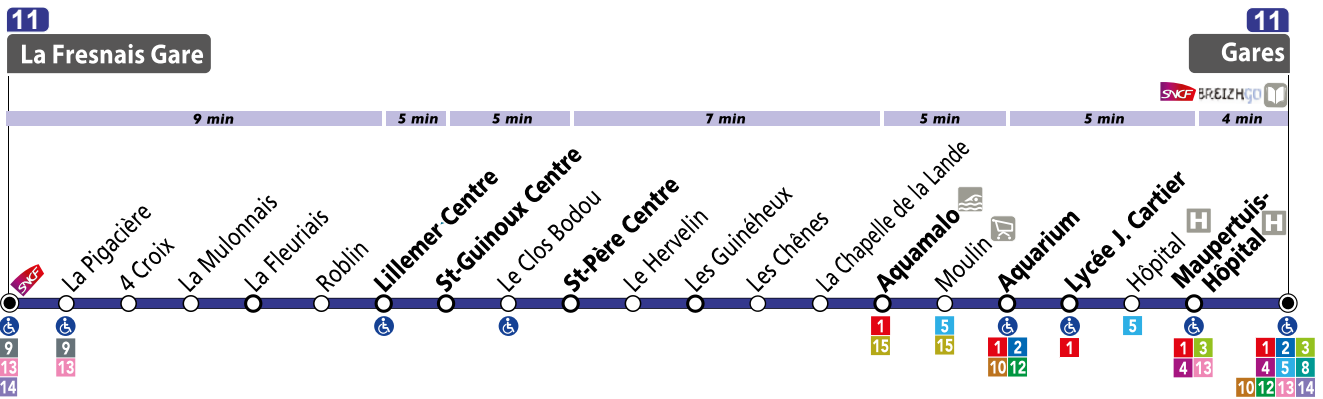 11
11
La Fresnais Gare
Gares
SNCF BREIZHGO
9 min
5 min
5 min
7 min
5 min
5 min
4 min
SNCF
La Pigacière
4 Croix
La Mulonnais
La Fleuriais
Roblin
Lillemer Centre
St-Guinoux Centre
Le Clos Bodou
St-Père Centre
Le Hervelin
Les Guinéheux
Les Chênes
La Chapelle de la Lande
Aquamalo
Moulin
Aquarium
Lycée J. Cartier
Hôpital
H
Maupertuis-
Hôpital
H
9
13
14
9
13
1
15
5
15
1 2
10 12
1
5
1 3
4 13
1 2 3
4 5 8
10 12 13 14